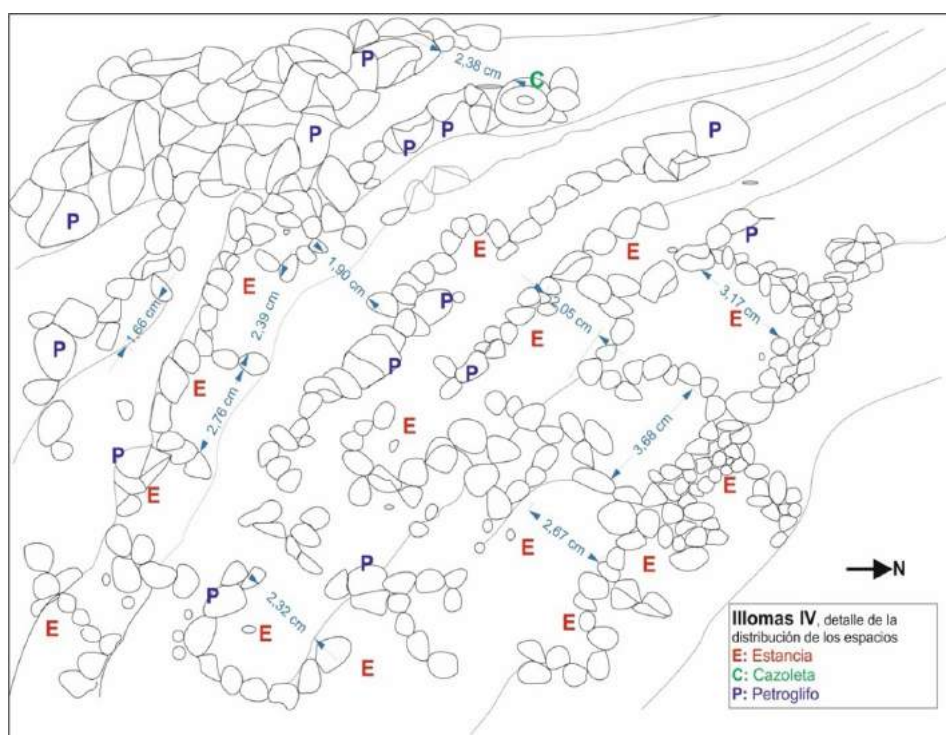 P
2,38 cm
C
P
P
P
P
P
E
P
E
E
1,90 cm
P
3,17 cm
E
1,66 cm
2,39 cm
P
2,05 cm
E
P
P
P
E
E
2,76 cm
3,68 cm
P
E
E
2,67 cm
E
P
E
N
P
2,32 cm
E
E
E
E
Illomas IV, detalle de la
distribución de los espacios
E: Estancia
C: Cazoleta
P: Petroglifo